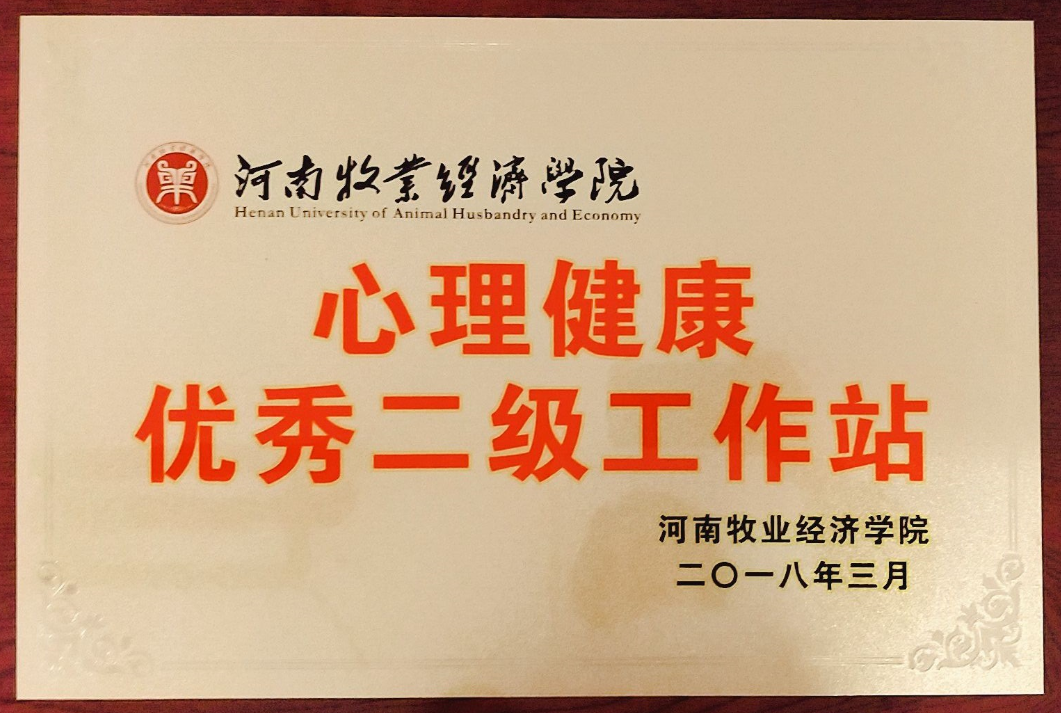 河南牧业經濟學院
Henan University of Animal Husbandry and Economy
心理健康
优秀二级工作站
河南牧业经济学院
二〇一八年三月